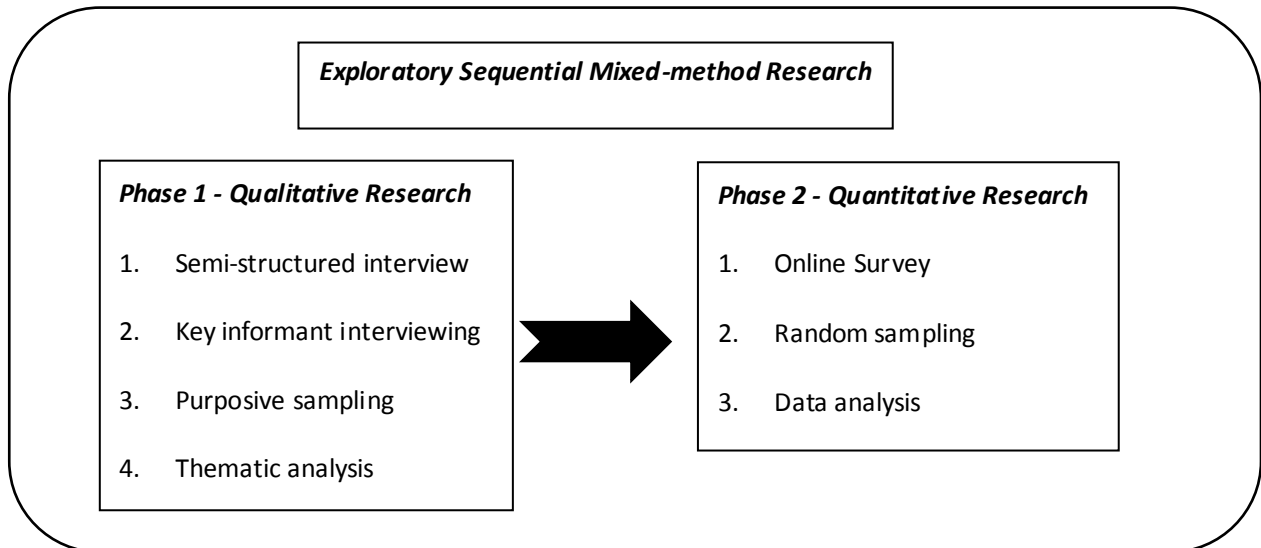 Exploratory Sequential Mixed-method Research
Phase 1 - Qualitative Research
1. Semi-structured interview
2. Key informant interviewing
3. Purposive sampling
4. Thematic analysis
Phase 2 - Quantitative Research
1. Online Survey
2. Random sampling
3. Data analysis